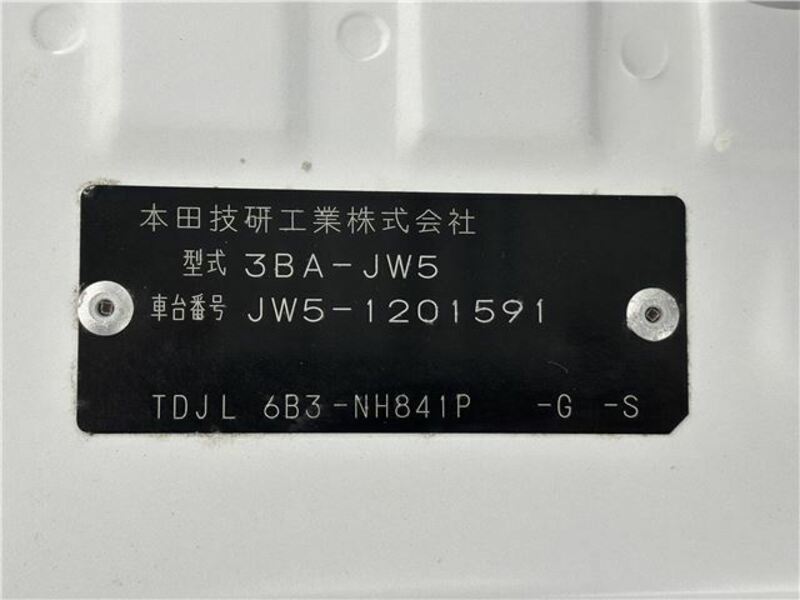 本田技研工業株式会社
型式 3BA-JW5
車台番号 JW5-1201591
TDJL 6B3-NH841P -G -S